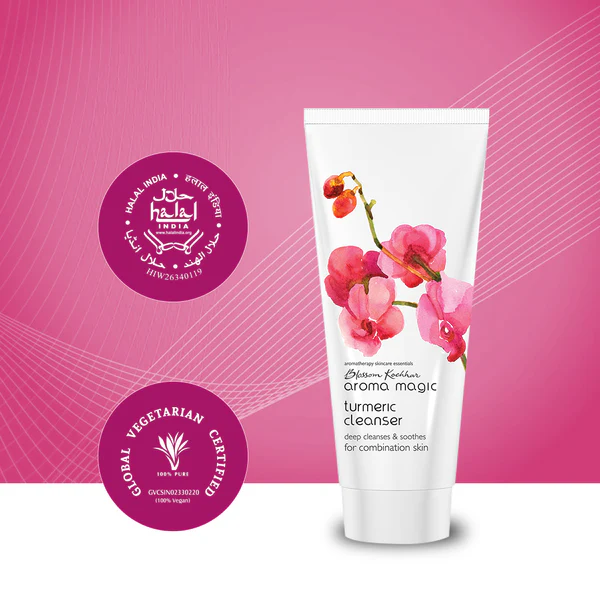 HALAL INDIA • हलाल इंडिया
حلال
halal
INDIA
www.halalindia.org
حلال الهند • حلال انڈیا
HIW26340119
GLOBAL VEGETARIAN CERTIFIED
100% PURE
GVCSIN02330220
(100% Vegan)
aromatherapy skincare essentials
Blossom Kochhar
aroma magic
turmeric
cleanser
deep cleanses & soothes
for combination skin